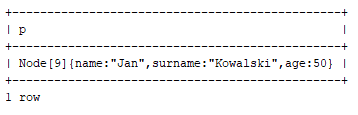 +-------------------------------------------------+
| p                                               |
+-------------------------------------------------+
| Node[9]{name:"Jan",surname:"Kowalski",age:50} |
+-------------------------------------------------+
1 row